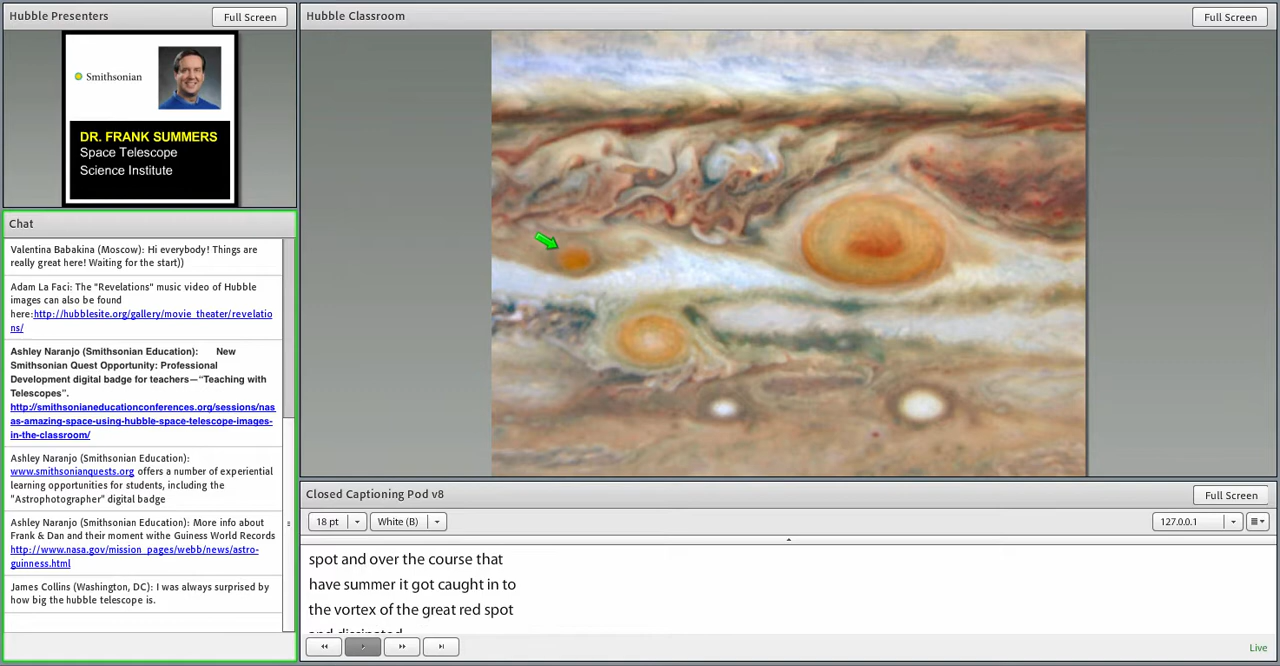 Hubble Presenters
Full Screen
Smithsonian
DR. FRANK SUMMERS
Space Telescope
Science Institute
Chat
Valentina Babakina (Moscow): Hi everybody! Things are
really great here! Waiting for the start))
Adam La Faci: The "Revelations" music video of Hubble
images can also be found
here:http://hubblesite.org/gallery/movie_theater/revelatio
ns/
Ashley Naranjo (Smithsonian Education): New
Smithsonian Quest Opportunity: Professional
Development digital badge for teachers—"Teaching with
Telescopes".
http://smithsonianeducationconferences.org/sessions/nas
as-amazing-space-using-hubble-space-telescope-images-
in-the-classroom/
Ashley Naranjo (Smithsonian Education):
www.smithsonianquests.org offers a number of experiential
learning opportunities for students, including the
"Astrophotographer" digital badge
Ashley Naranjo (Smithsonian Education): More info about
Frank & Dan and their moment withe Guiness World Records
http://www.nasa.gov/mission_pages/webb/news/astro-
guinness.html
James Collins (Washington, DC): I was always surprised by
how big the hubble telescope is.
Hubble Classroom
Full Screen
Closed Captioning Pod v8
Full Screen
18 pt
White (B)
127.0.0.1
spot and over the course that
have summer it got caught in to
the vortex of the great red spot
and dissipated
Live